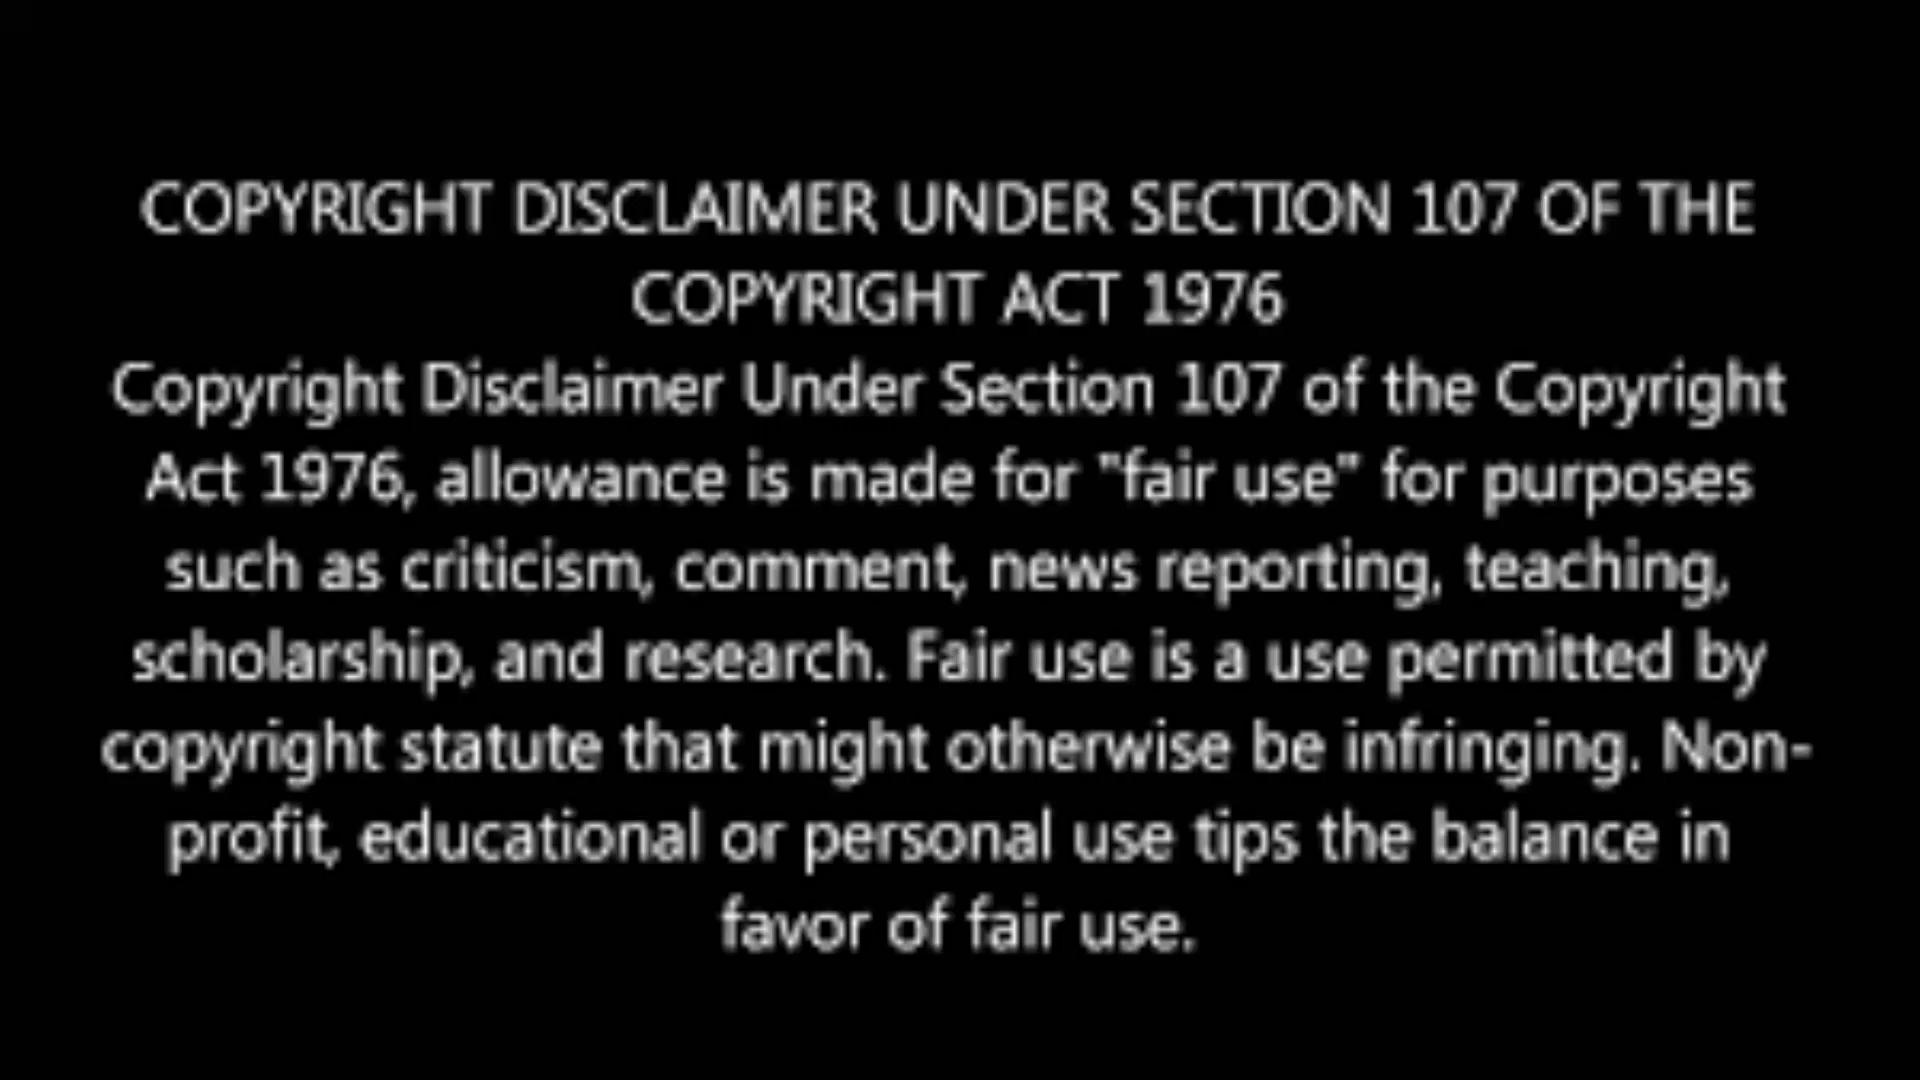 COPYRIGHT DISCLAIMER UNDER SECTION 107 OF THE
COPYRIGHT ACT 1976
Copyright Disclaimer Under Section 107 of the Copyright
Act 1976, allowance is made for "fair use" for purposes
such as criticism, comment, news reporting, teaching,
scholarship, and research. Fair use is a use permitted by
copyright statute that might otherwise be infringing. Non-
profit, educational or personal use tips the balance in
favor of fair use.